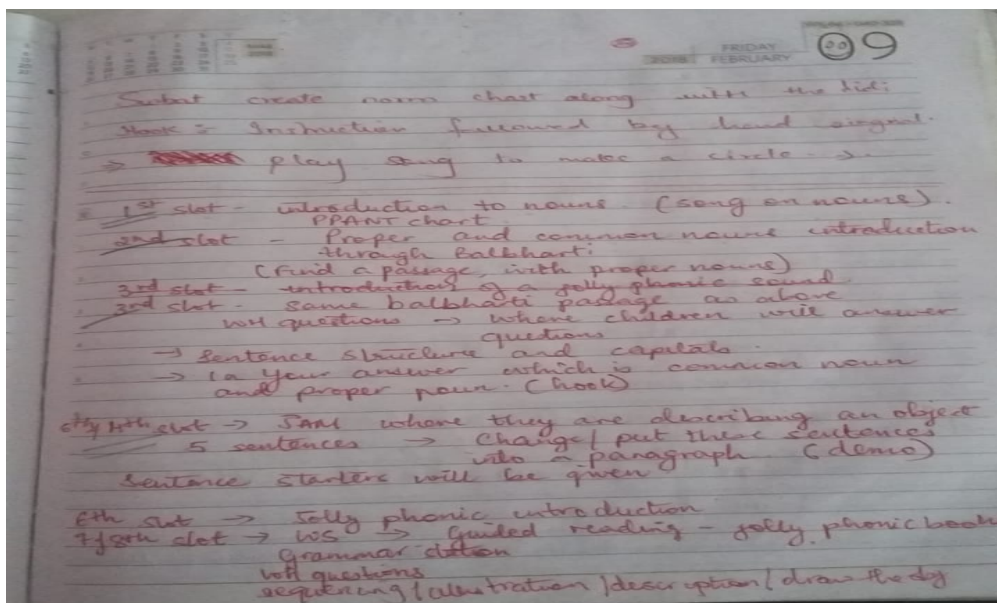 FRIDAY
2018 FEBRUARY
09
create norm chart along with the
Hook :- Instruction followed by hand signal.
→ play song to make a circle →.
1st slot - introduction to nouns. (song on nouns).
PPANT chart
2nd slot - Proper and common nouns introduction
through Balbharti
(Find a passage, with proper nouns)
3rd slot - introduction of a jolly phonic sound.
3rd slot - same balbharti passage as above
WH questions → where children will answer
quetions
→ sentence structure and capitals.
→ In your answer which is common noun
and proper noun. (hook)
4th slot → where they are describing an object
5 sentences → change/ put these sentences
into a paragraph (demo)
Sentence starters will be given
6th slot → Jolly phonic introduction
7/8th slot → WS → Guided reading - jolly phonic book
Grammar
WH questions
sequencing / / description / draw the